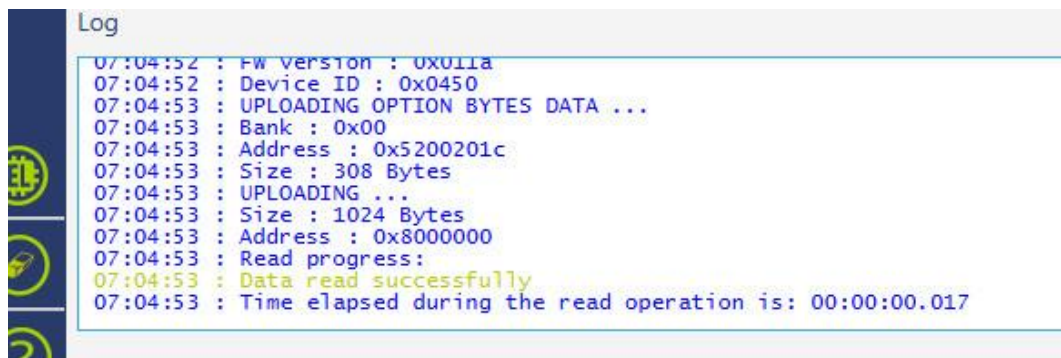 Log
07:04:52 : FW version : 0x011a
07:04:52 : Device ID : 0x0450
07:04:53 : UPLOADING OPTION BYTES DATA ...
07:04:53 : Bank : 0x00
07:04:53 : Address : 0x5200201c
07:04:53 : Size : 308 Bytes
07:04:53 : UPLOADING ...
07:04:53 : Size : 1024 Bytes
07:04:53 : Address : 0x8000000
07:04:53 : Read progress:
07:04:53 : Data read successfully
07:04:53 : Time elapsed during the read operation is: 00:00:00.017